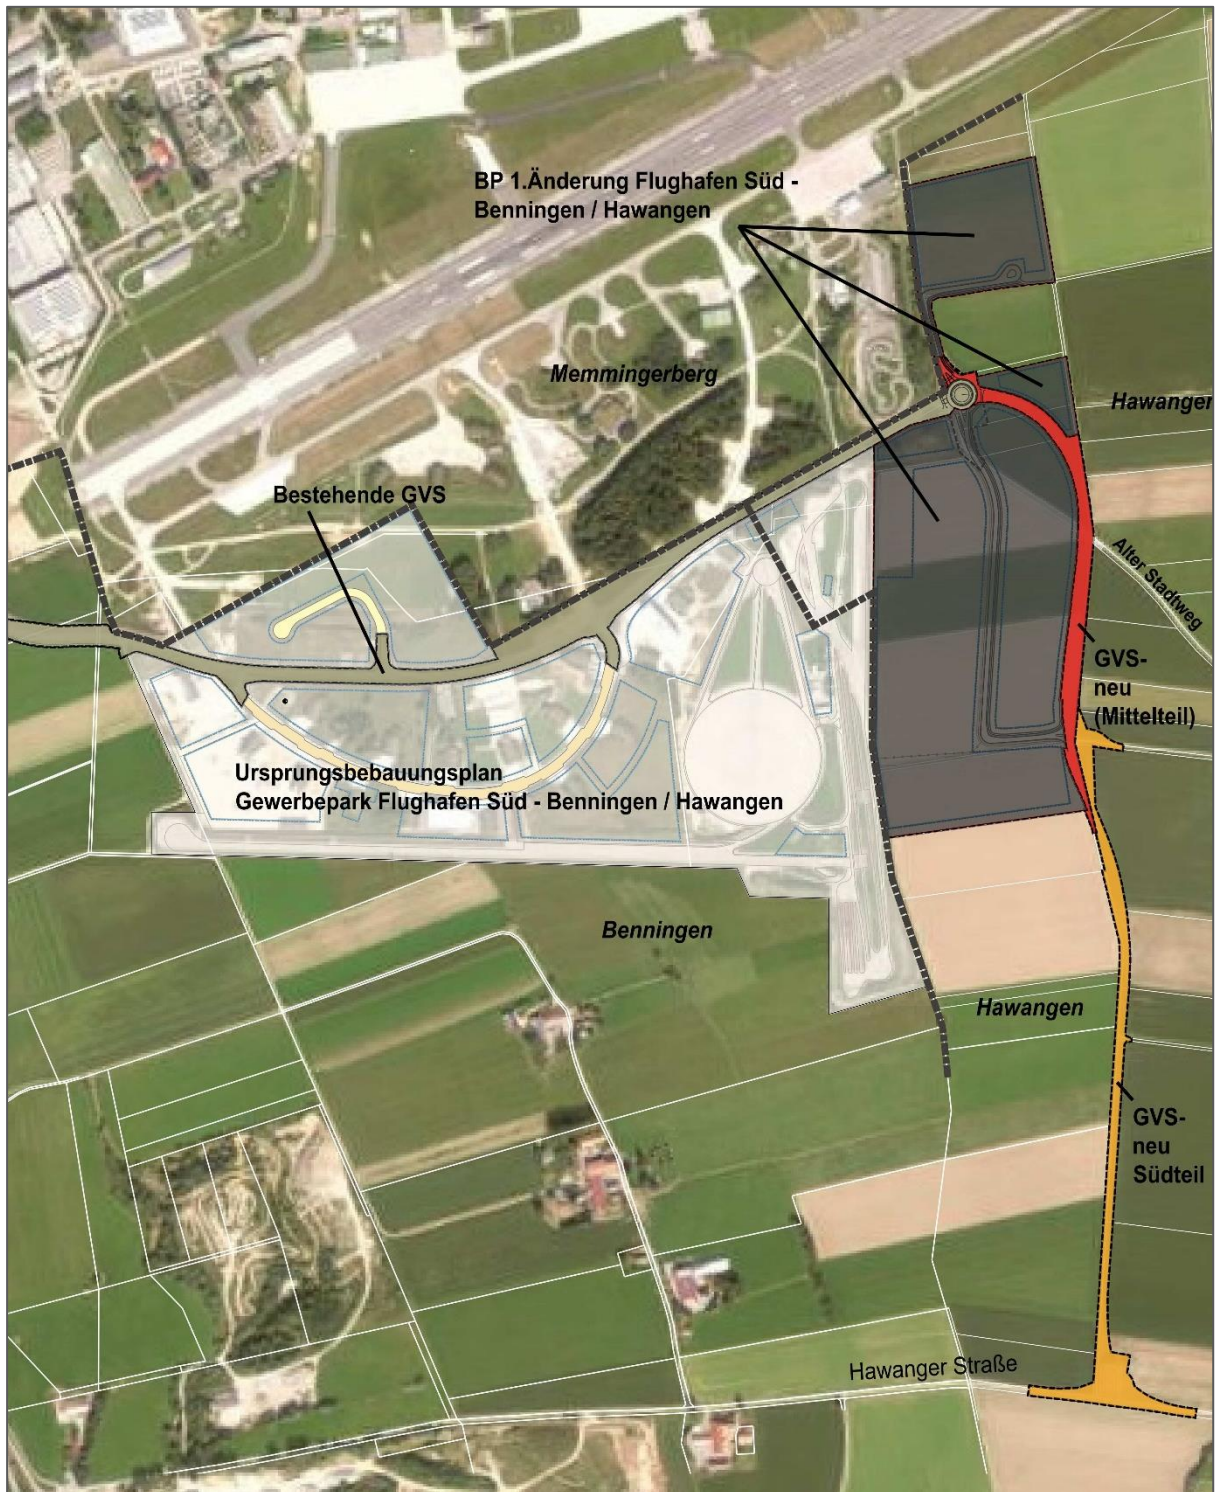 BP 1.Änderung Flughafen Süd -
Benningen / Hawangen
Memmingerberg
Hawanger
Bestehende GVS
Alter Stadtweg
GVS-
neu
(Mittelteil)
Ursprungsbebauungsplan
Gewerbepark Flughafen Süd - Benningen / Hawangen
Benningen
Hawangen
GVS-
neu
Südteil
Hawanger Straße